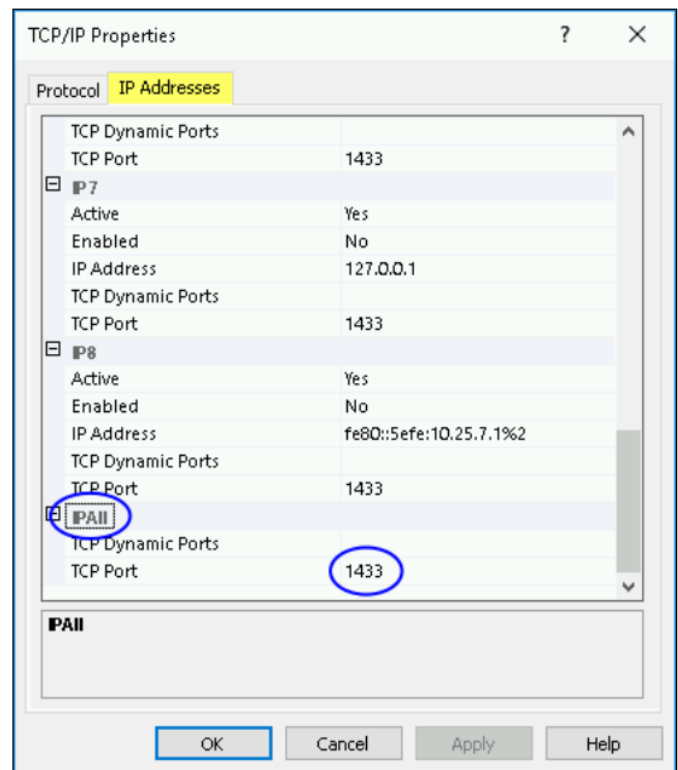 TCP/IP Properties ? ×
Protocol IP Addresses
TCP Dynamic Ports
TCP Port 1433
IP7
Active Yes
Enabled No
IP Address 127.0.0.1
TCP Dynamic Ports
TCP Port 1433
IP8
Active Yes
Enabled No
IP Address fe80::5efe:10.25.7.1%2
TCP Dynamic Ports
TCP Port 1433
IPAll
TCP Dynamic Ports
TCP Port 1433
IPAll
OK Cancel Apply Help